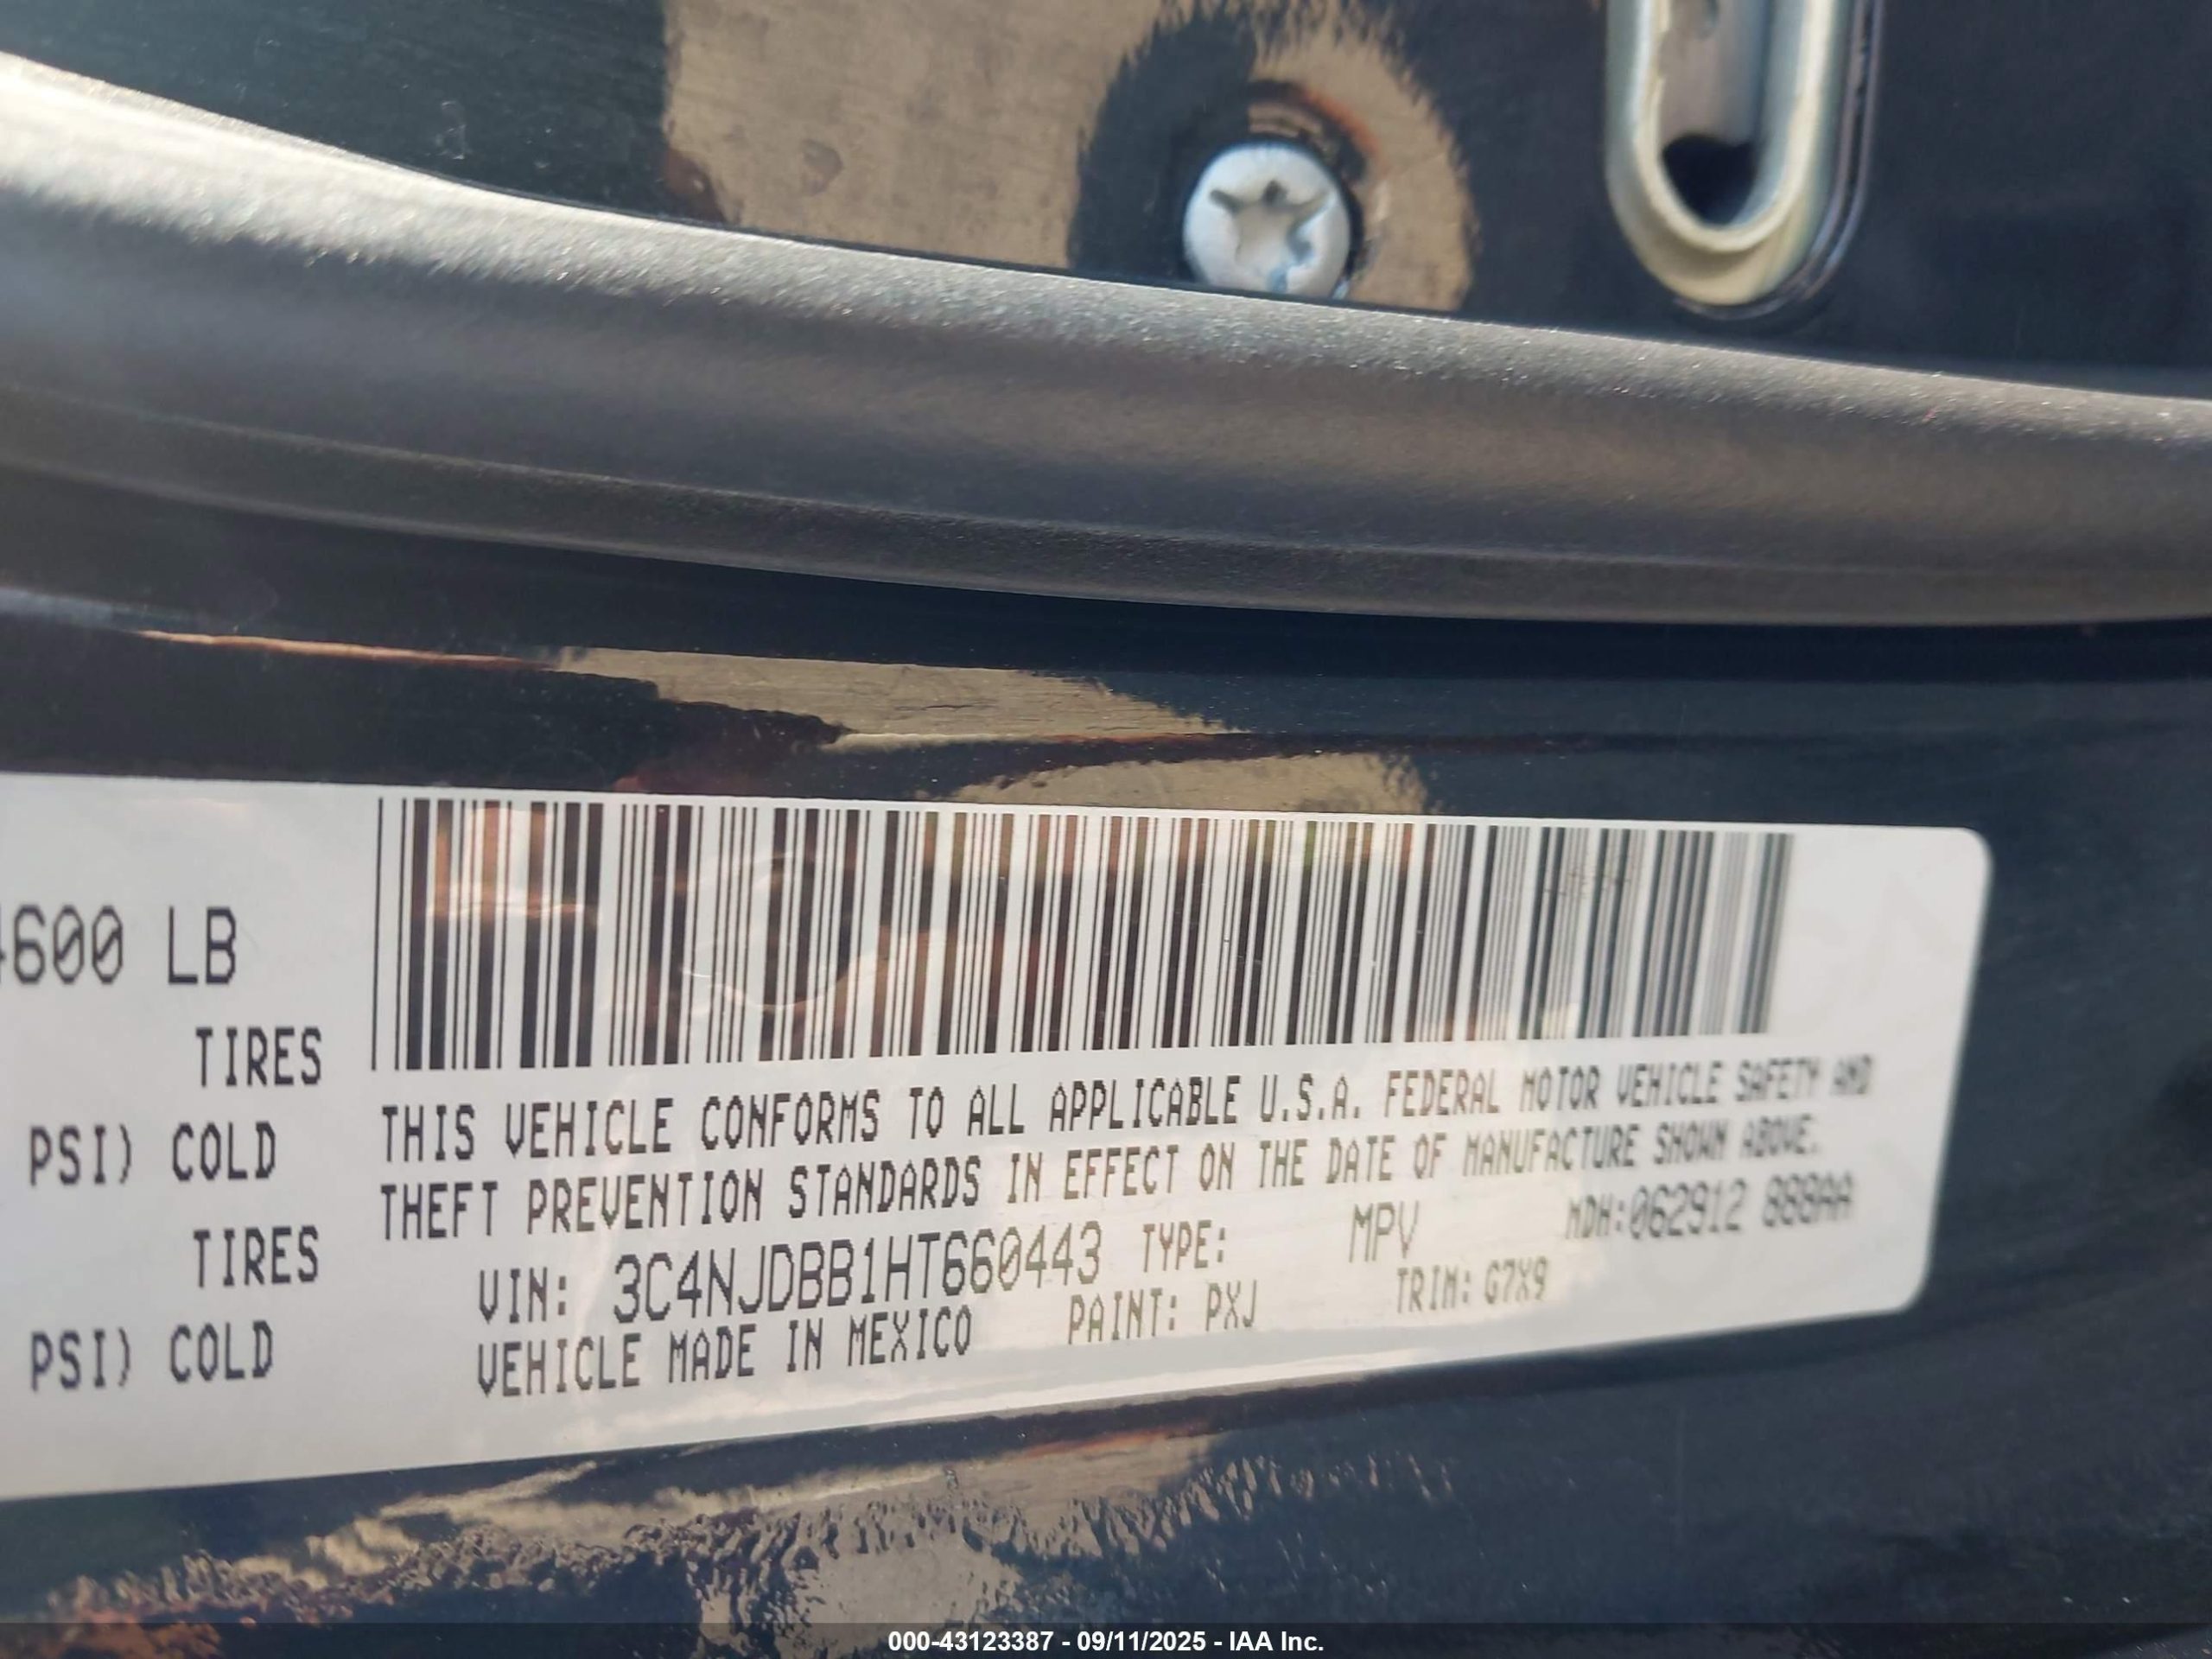 4600 LB
TIRES
PSI) COLD
TIRES
PSI) COLD
THIS VEHICLE CONFORMS TO ALL APPLICABLE U.S.A. FEDERAL MOTOR VEHICLE SAFETY AND
THEFT PREVENTION STANDARDS IN EFFECT ON THE DATE OF MANUFACTURE SHOWN ABOVE.
VIN: 3C4NJDBB1HT660443 TYPE: MPV MDH:062912 888AA
VEHICLE MADE IN MEXICO PAINT: PXJ TRIM: G7X9
000-43123387 - 09/11/2025 - IAA Inc.